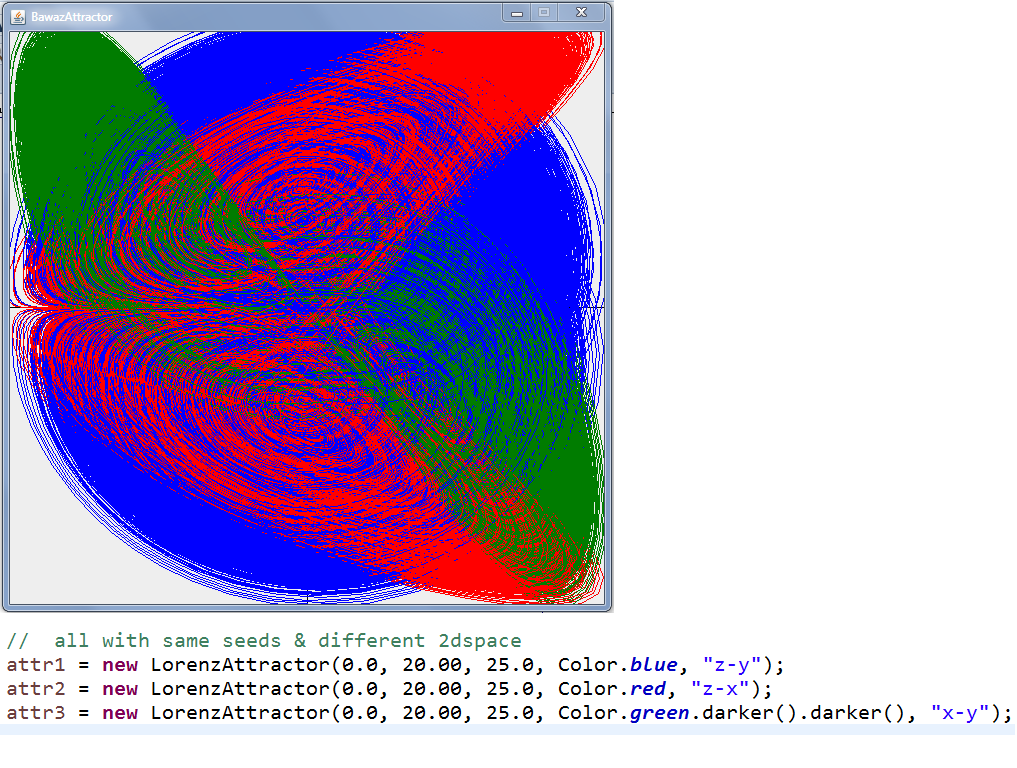 BawazAttractor
//  all with same seeds & different 2dspace
attr1 = new LorenzAttractor(0.0, 20.00, 25.0, Color.blue, "z-y");
attr2 = new LorenzAttractor(0.0, 20.00, 25.0, Color.red, "z-x");
attr3 = new LorenzAttractor(0.0, 20.00, 25.0, Color.green.darker().darker(), "x-y");